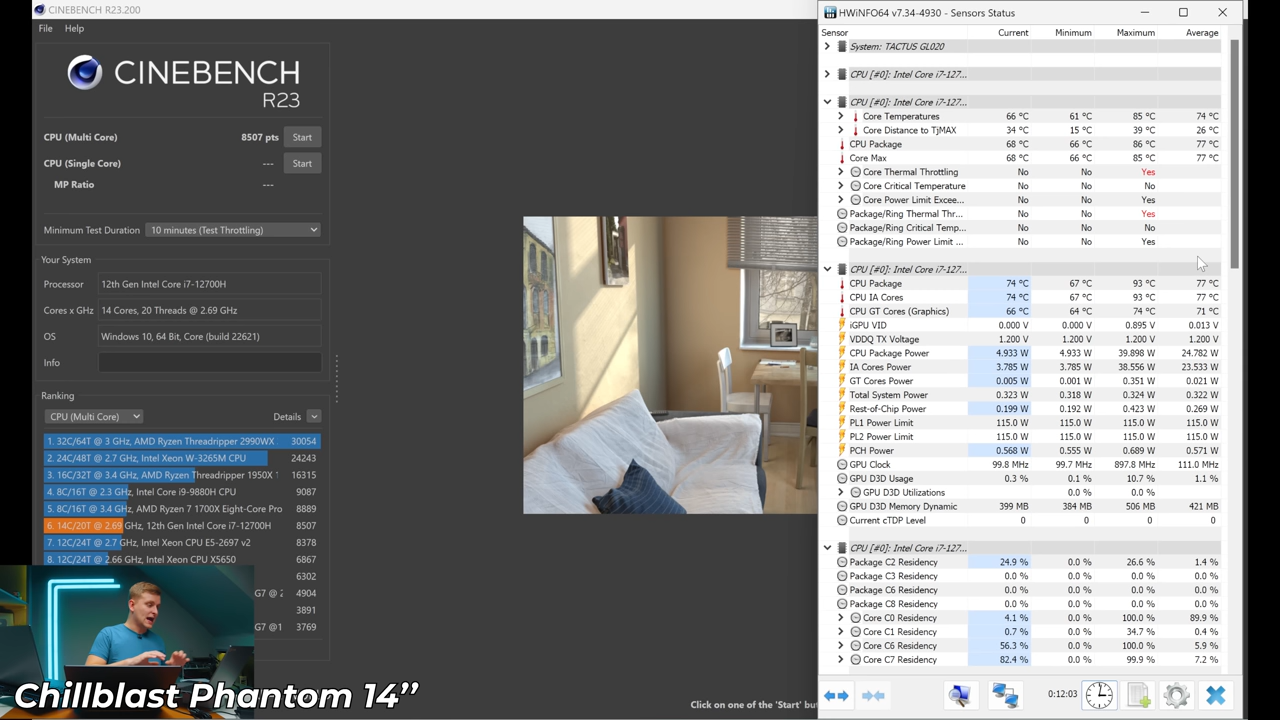 CINEBENCH R23.200
File Help
CINEBENCH
R23
CPU (Multi Core) 8507 pts Start
CPU (Single Core) --- Start
MP Ratio ---
Minimum Test Duration 10 minutes (Test Throttling)
Your System
Processor 12th Gen Intel Core i7-12700H
Cores x GHz 14 Cores, 20 Threads @ 2.69 GHz
OS Windows 10, 64 Bit, Core (build 22621)
Info
Ranking
CPU (Multi Core) Details
1. 32C/64T @ 3 GHz, AMD Ryzen Threadripper 2990WX 30054
2. 24C/48T @ 2.7 GHz, Intel Xeon W-3265M CPU 24243
3. 16C/32T @ 3.4 GHz, AMD Ryzen Threadripper 1950X 16315
4. 8C/16T @ 2.3 GHz, Intel Core i9-9880H CPU 9087
5. 8C/16T @ 3.4 GHz, AMD Ryzen 7 1700X Eight-Core Pro 8889
6. 14C/20T @ 2.69 GHz, 12th Gen Intel Core i7-12700H 8507
7. 12C/24T @ 2.7 GHz, Intel Xeon CPU E5-2697 v2 8378
8. 12C/24T @ 2.66 GHz, Intel Xeon CPU X5650 6867
6302
G7 @ 2 4904
3891
G7 @1 3769
Chillblast Phantom 14”
Click on one of the 'Start' but
HWiNFO64 v7.34-4930 - Sensors Status
Sensor Current Minimum Maximum Average
System: TACTUS GL020
CPU [#0]: Intel Core i7-127...
CPU [#0]: Intel Core i7-127...
Core Temperatures 66 °C 61 °C 85 °C 74 °C
Core Distance to TjMAX 34 °C 15 °C 39 °C 26 °C
CPU Package 68 °C 66 °C 86 °C 77 °C
Core Max 68 °C 66 °C 85 °C 77 °C
Core Thermal Throttling No No Yes
Core Critical Temperature No No No
Core Power Limit Excee... No No Yes
Package/Ring Thermal Thr... No No Yes
Package/Ring Critical Temp... No No No
Package/Ring Power Limit ... No No Yes
CPU [#0]: Intel Core i7-127...
CPU Package 74 °C 67 °C 93 °C 77 °C
CPU IA Cores 74 °C 67 °C 93 °C 77 °C
CPU GT Cores (Graphics) 66 °C 64 °C 74 °C 71 °C
iGPU VID 0.000 V 0.000 V 0.895 V 0.013 V
VDDQ TX Voltage 1.200 V 1.200 V 1.200 V 1.200 V
CPU Package Power 4.933 W 4.933 W 39.898 W 24.782 W
IA Cores Power 3.785 W 3.785 W 38.556 W 23.533 W
GT Cores Power 0.005 W 0.001 W 0.351 W 0.021 W
Total System Power 0.323 W 0.318 W 0.324 W 0.322 W
Rest-of-Chip Power 0.199 W 0.192 W 0.423 W 0.269 W
PL1 Power Limit 115.0 W 115.0 W 115.0 W 115.0 W
PL2 Power Limit 115.0 W 115.0 W 115.0 W 115.0 W
PCH Power 0.568 W 0.568 W 0.689 W 0.571 W
GPU Clock 99.8 MHz 99.7 MHz 897.8 MHz 111.0 MHz
GPU D3D Usage 0.3 % 0.1 % 10.7 % 1.1 %
GPU D3D Utilizations 0.0 % 0.0 %
GPU D3D Memory Dynamic 399 MB 384 MB 506 MB 421 MB
Current cTDP Level 0 0 0 0
CPU [#0]: Intel Core i7-127...
Package C2 Residency 24.9 % 0.0 % 26.6 % 1.4 %
Package C3 Residency 0.0 % 0.0 % 0.0 % 0.0 %
Package C6 Residency 0.0 % 0.0 % 0.0 % 0.0 %
Package C8 Residency 0.0 % 0.0 % 0.0 % 0.0 %
Core C0 Residency 4.1 % 0.0 % 100.0 % 89.9 %
Core C1 Residency 0.7 % 0.0 % 34.7 % 0.4 %
Core C6 Residency 56.3 % 0.0 % 100.0 % 5.9 %
Core C7 Residency 82.4 % 0.0 % 99.9 % 7.2 %
0:12:03